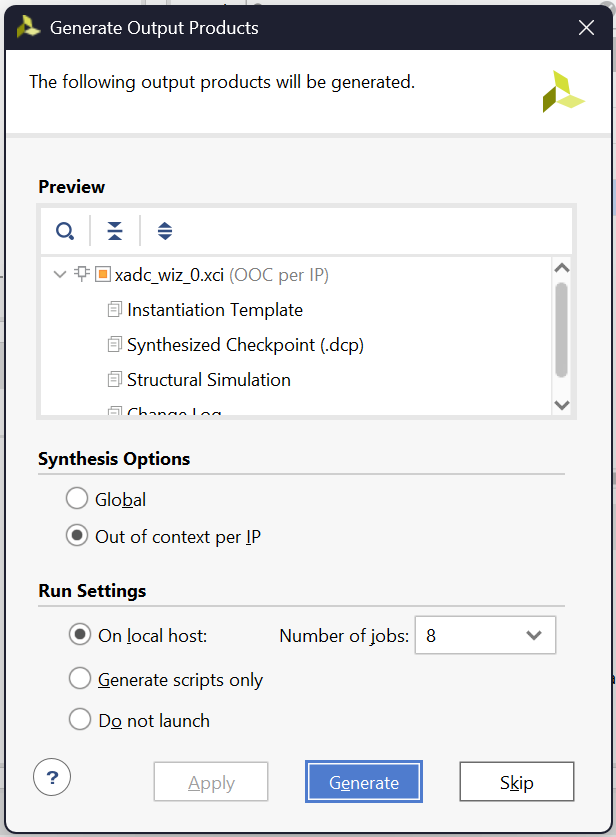 Generate Output Products
The following output products will be generated.
Preview
xadc_wiz_0.xci (OOC per IP)
Instantiation Template
Synthesized Checkpoint (.dcp)
Structural Simulation
Change Log
Synthesis Options
Global
Out of context per IP
Run Settings
On local host: Number of jobs: 8
Generate scripts only
Do not launch
? Apply Generate Skip